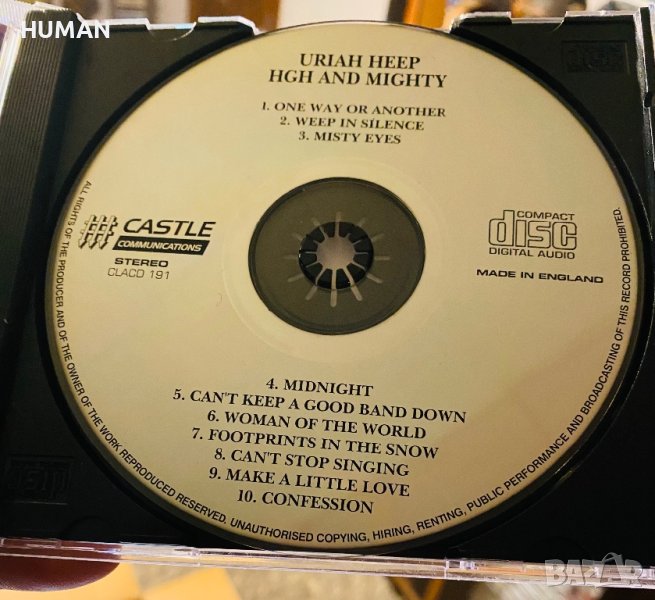 HUMAN
URIAH HEEP
HGH AND MIGHTY
1. ONE WAY OR ANOTHER
2. WEEP IN SILENCE
3. MISTY EYES
CASTLE
COMMUNICATIONS
STEREO
CLACD 191
COMPACT
disc
DIGITAL AUDIO
MADE IN ENGLAND
4. MIDNIGHT
5. CAN'T KEEP A GOOD BAND DOWN
6. WOMAN OF THE WORLD
7. FOOTPRINTS IN THE SNOW
8. CAN'T STOP SINGING
9. MAKE A LITTLE LOVE
10. CONFESSION
ALL RIGHTS OF THE PRODUCER AND OF THE OWNER OF THE WORK REPRODUCED RESERVED, UNAUTHORISED COPYING, HIRING, RENTING, PUBLIC PERFORMANCE AND BROADCASTING OF THIS RECORD PROHIBITED.
BAZAR